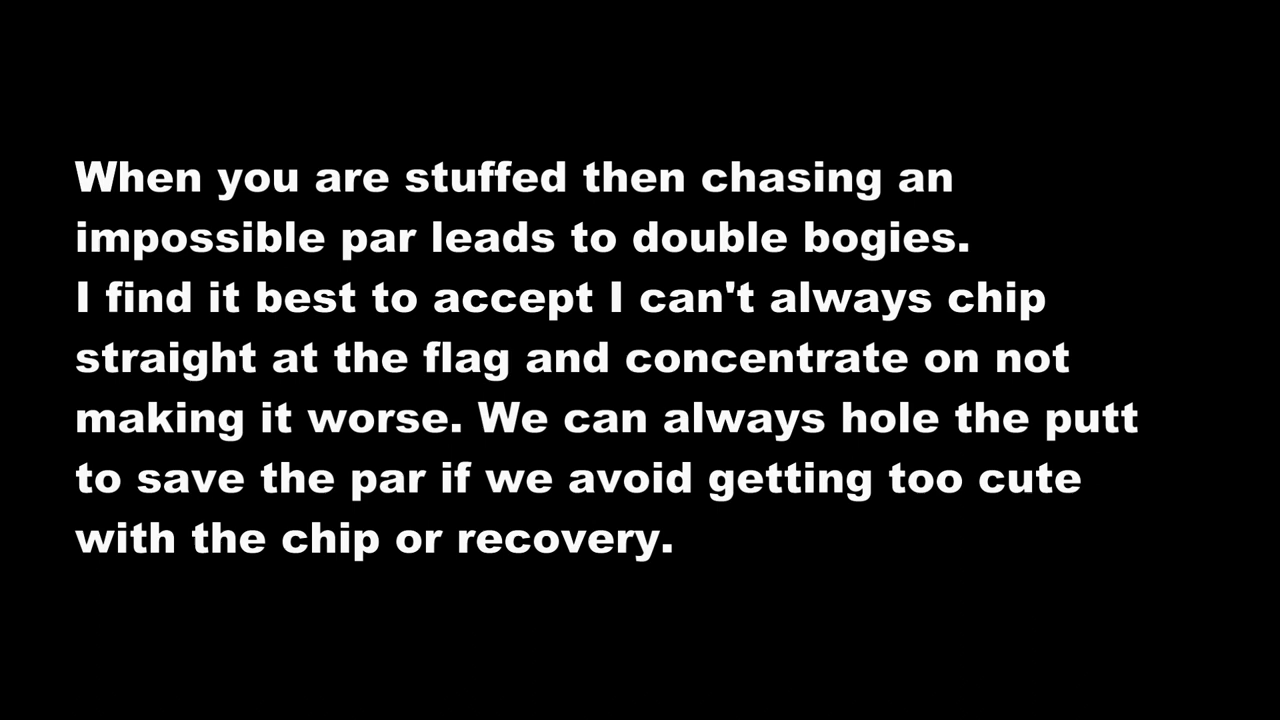 When you are stuffed then chasing an
impossible par leads to double bogies.
I find it best to accept I can't always chip
straight at the flag and concentrate on not
making it worse. We can always hole the putt
to save the par if we avoid getting too cute
with the chip or recovery.